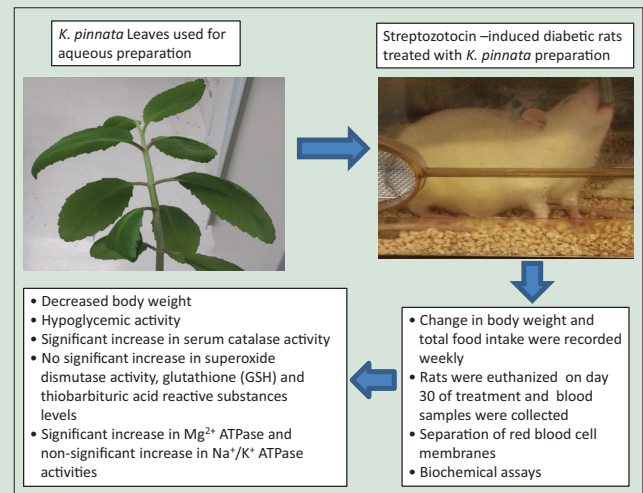 K. pinnata Leaves used for
aqueous preparation
Streptozotocin –induced diabetic rats
treated with K. pinnata preparation
• Change in body weight and
total food intake were recorded
weekly
• Rats were euthanized on day
30 of treatment and blood
samples were collected
• Separation of red blood cell
membranes
• Biochemical assays
• Decreased body weight
• Hypoglycemic activity
• Significant increase in serum catalase activity
• No significant increase in superoxide
dismutase activity, glutathione (GSH) and
thiobarbituric acid reactive substances
levels
• Significant increase in Mg²⁺ ATPase and
non-significant increase in Na⁺/K⁺ ATPase
activities